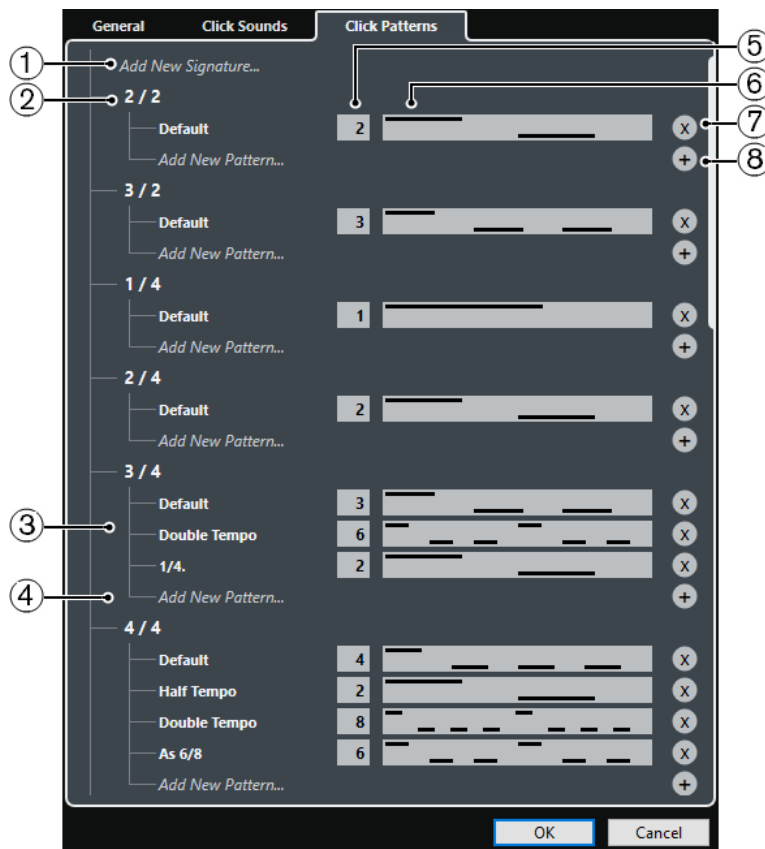 General Click Sounds Click Patterns
① Add New Signature... ⑤
② 2 / 2 ⑥
Default 2 X ⑦
Add New Pattern... + ⑧
3 / 2
Default 3 X
Add New Pattern... +
1 / 4
Default 1 X
Add New Pattern... +
2 / 4
Default 2 X
Add New Pattern... +
3 / 4
Default 3 X
③ Double Tempo 6 X
1/4. 2 X
④ Add New Pattern... +
4 / 4
Default 4 X
Half Tempo 2 X
Double Tempo 8 X
As 6/8 6 X
Add New Pattern... +
OK Cancel